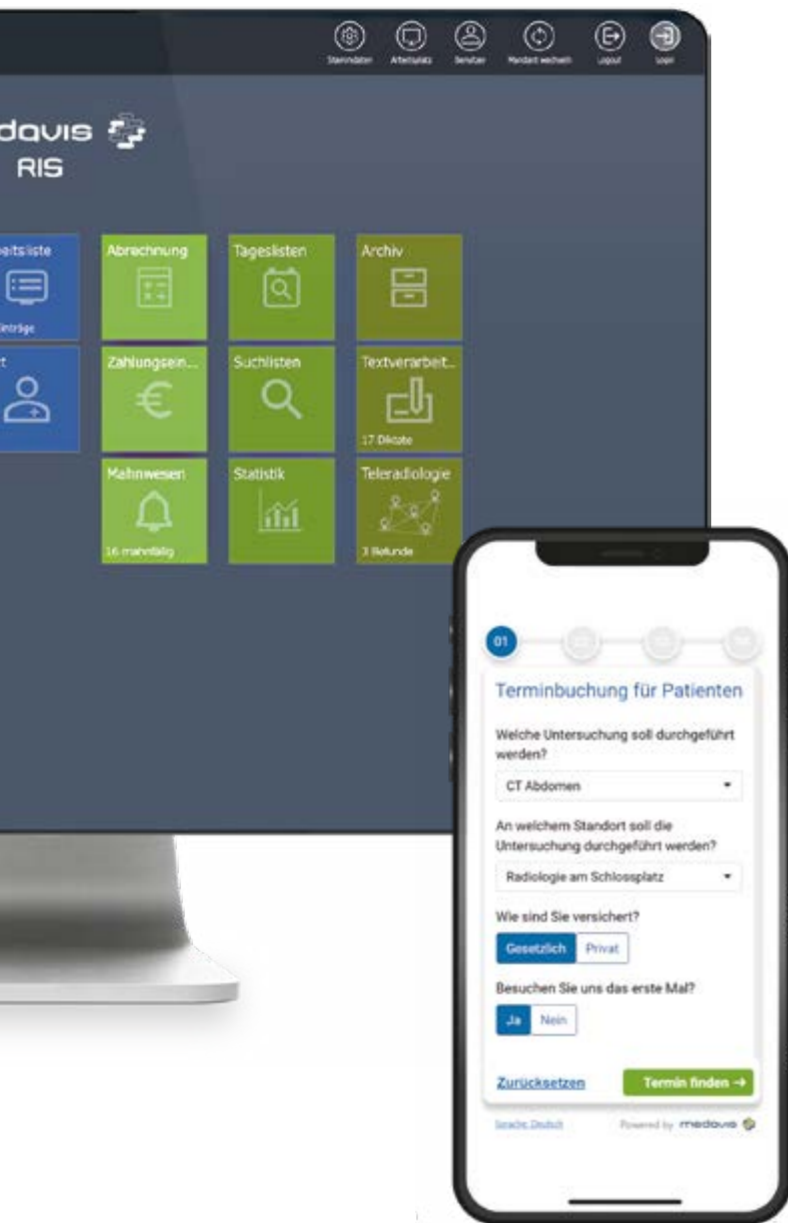 Stammdaten Arbeitsplatz Benutzer Mandant wechseln Logout Login
davis
RIS
eitsliste
Einträge
t
Abrechnung
Tageslisten
Archiv
Zahlungsein...
Suchlisten
Textverarbeit...
17 Diktate
Mahnwesen
16 mahnfällig
Statistik
Teleradiologie
3 Befunde
01
Terminbuchung für Patienten
Welche Untersuchung soll durchgeführt
werden?
CT Abdomen
An welchem Standort soll die
Untersuchung durchgeführt werden?
Radiologie am Schlossplatz
Wie sind Sie versichert?
Gesetzlich Privat
Besuchen Sie uns das erste Mal?
Ja Nein
Zurücksetzen Termin finden →
Sprache: Deutsch Powered by medavis